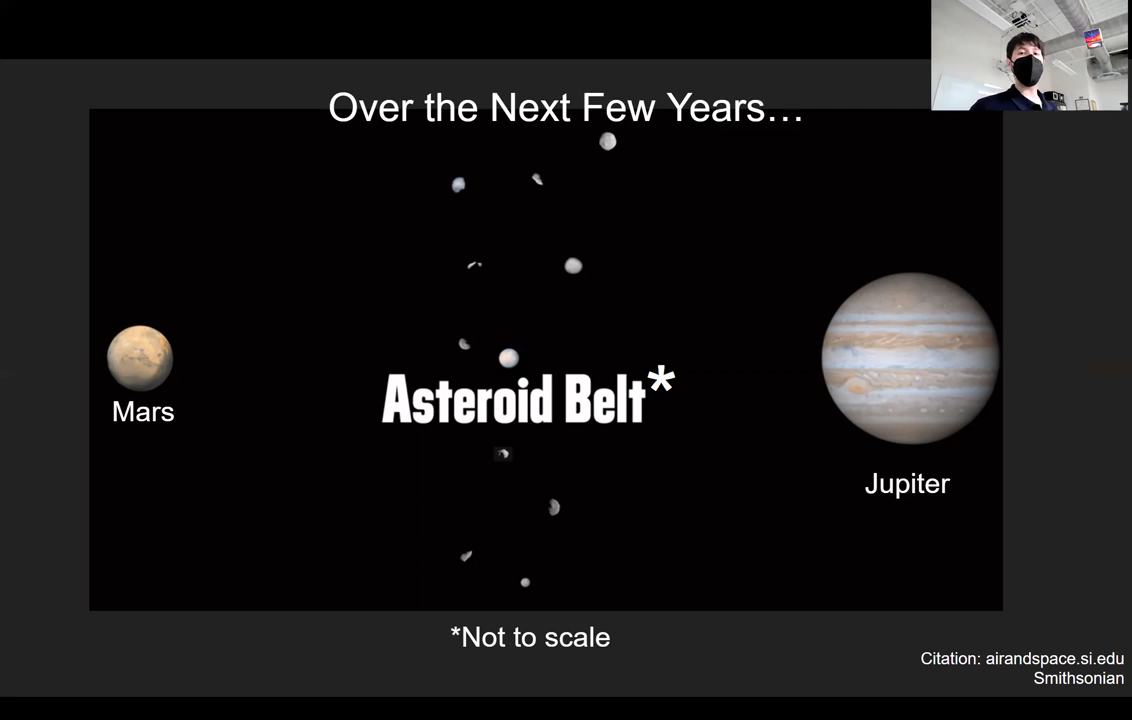 Over the Next Few Years…
Asteroid Belt*
Mars
Jupiter
*Not to scale
Citation: airandspace.si.edu
Smithsonian